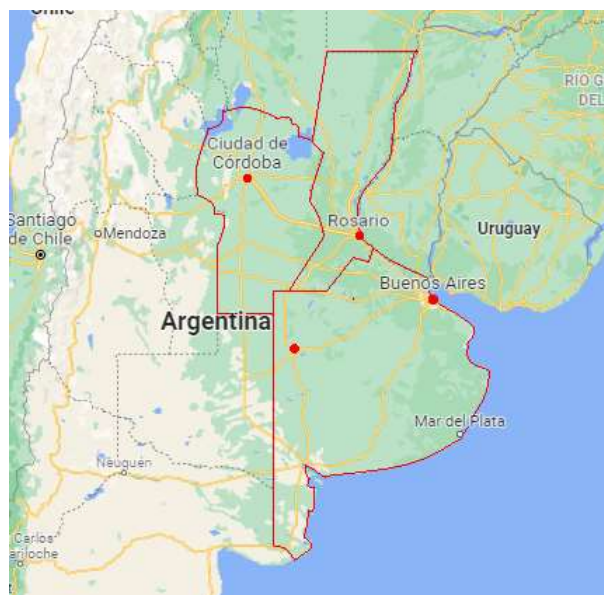 Chile
RIO G
DEL
Ciudad de
Córdoba
Santiago
de Chile
Mendoza
Rosario
Uruguay
Buenos Aires
Argentina
Mar del Plata
Neuquén
Carlos
ariloche